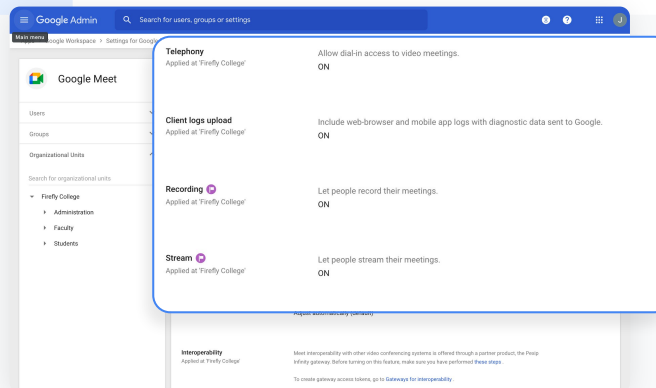 Google Admin
Search for users, groups or settings
J
Main menu
Google Workspace > Settings for Google
Google Meet
Users
Groups
Organizational Units
Search for organizational units
Firefly College
Administration
Faculty
Students
Telephony
Applied at 'Firefly College'
Allow dial-in access to video meetings.
ON
Client logs upload
Applied at 'Firefly College'
Include web-browser and mobile app logs with diagnostic data sent to Google.
ON
Recording
Applied at 'Firefly College'
Let people record their meetings.
ON
Stream
Applied at 'Firefly College'
Let people stream their meetings.
ON
Adjust automatically (default)
Interoperability
Applied at 'Firefly College'
Meet interoperability with other video conferencing systems is offered through a partner product, the Pexip
Infinity gateway. Before turning on this feature, make sure you have performed these steps.
To create gateway access tokens, go to Gateways for interoperability